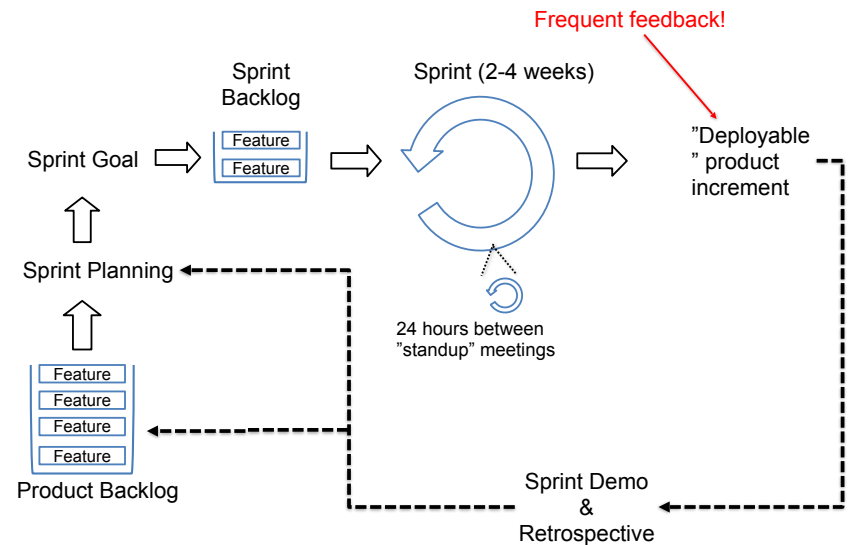 Frequent feedback!
Sprint
Backlog
Sprint (2-4 weeks)
Feature
Feature
Sprint Goal
”Deployable
” product
increment
Sprint Planning
24 hours between
”standup” meetings
Feature
Feature
Feature
Feature
Product Backlog
Sprint Demo
&
Retrospective